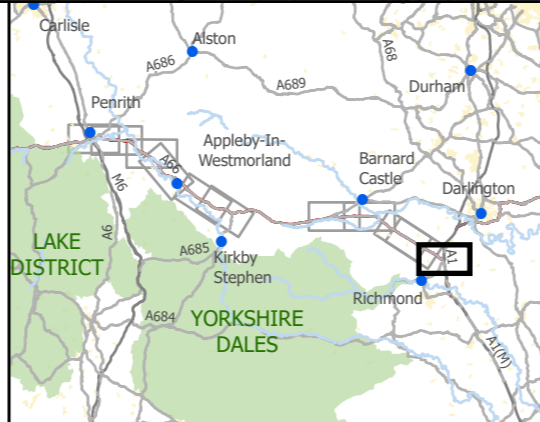 Carlisle
Alston
A686
A68
A689
Durham
Penrith
Appleby-In-
Westmorland
A66
Barnard
Castle
Darlington
M6
A6
LAKE
DISTRICT
A685
Kirkby
Stephen
A1
Richmond
A684
YORKSHIRE
DALES
A1(M)